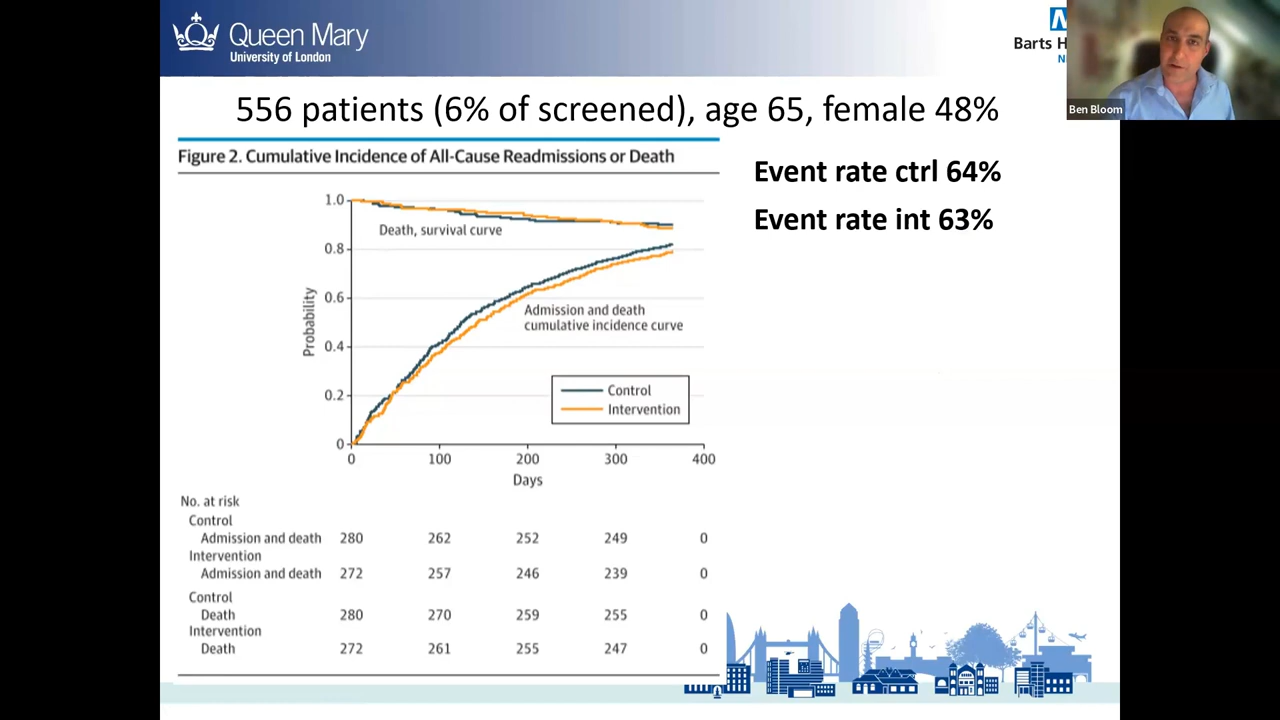 Queen Mary
University of London
Barts H
Ben Bloom
556 patients (6% of screened), age 65, female 48%
Figure 2. Cumulative Incidence of All-Cause Readmissions or Death
Event rate ctrl 64%
Event rate int 63%
1.0
0.8
0.6
0.4
0.2
0
Probability
Death, survival curve
Admission and death
cumulative incidence curve
Control
Intervention
0 100 200 300 400
Days
No. at risk
Control
Admission and death 280 262 252 249 0
Intervention
Admission and death 272 257 246 239 0
Control
Death 280 270 259 255 0
Intervention
Death 272 261 255 247 0